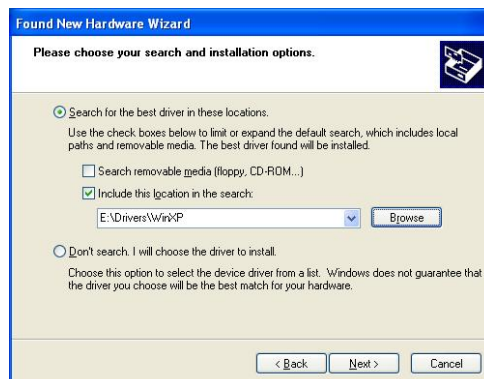 Found New Hardware Wizard
Please choose your search and installation options.
Search for the best driver in these locations.
Use the check boxes below to limit or expand the default search, which includes local
paths and removable media. The best driver found will be installed.
Search removable media (floppy, CD-ROM...)
Include this location in the search:
E:\Drivers\WinXP
Browse
Don't search. I will choose the driver to install.
Choose this option to select the device driver from a list. Windows does not guarantee that
the driver you choose will be the best match for your hardware.
< Back
Next >
Cancel